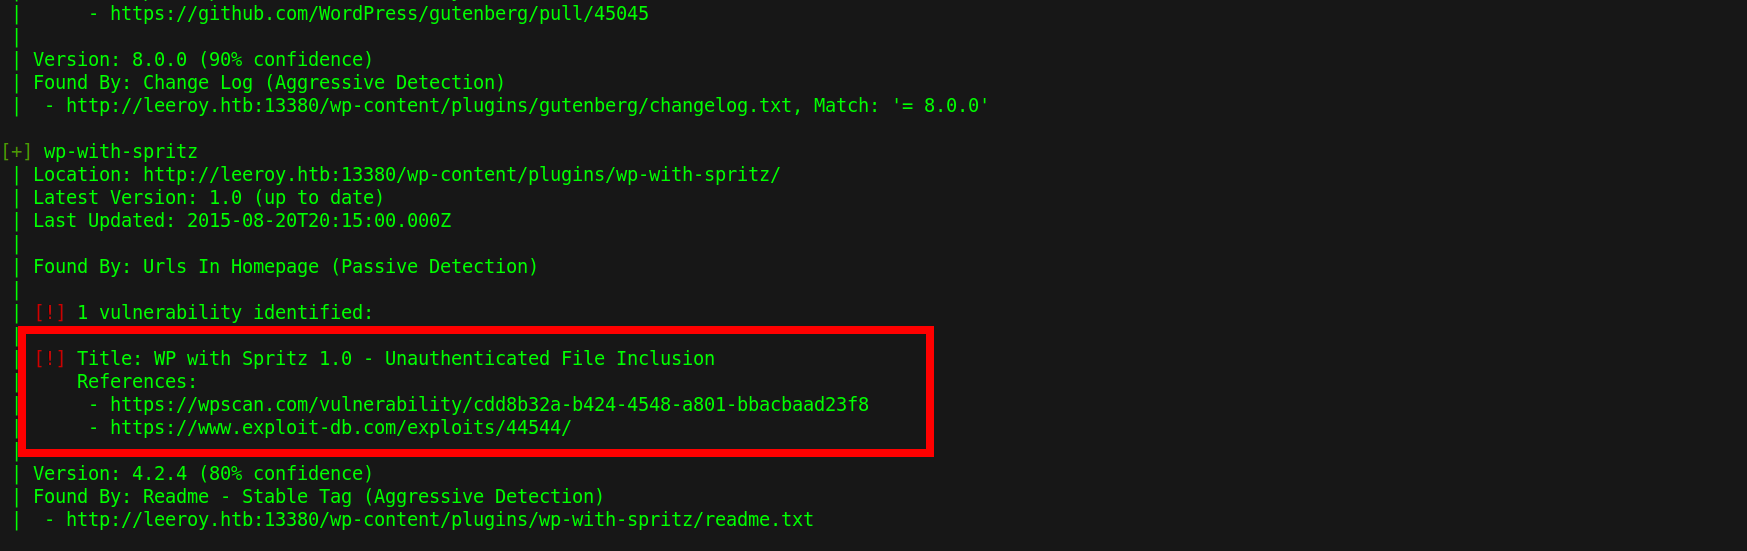 |      - https://github.com/WordPress/gutenberg/pull/45045
|
| Version: 8.0.0 (90% confidence)
| Found By: Change Log (Aggressive Detection)
|  - http://leeroy.htb:13380/wp-content/plugins/gutenberg/changelog.txt, Match: '= 8.0.0'
[+] wp-with-spritz
| Location: http://leeroy.htb:13380/wp-content/plugins/wp-with-spritz/
| Latest Version: 1.0 (up to date)
| Last Updated: 2015-08-20T20:15:00.000Z
|
| Found By: Urls In Homepage (Passive Detection)
|
| [!] 1 vulnerability identified:
|
| [!] Title: WP with Spritz 1.0 - Unauthenticated File Inclusion
|     References:
|      - https://wpscan.com/vulnerability/cdd8b32a-b424-4548-a801-bbacbaad23f8
|      - https://www.exploit-db.com/exploits/44544/
|
| Version: 4.2.4 (80% confidence)
| Found By: Readme - Stable Tag (Aggressive Detection)
|  - http://leeroy.htb:13380/wp-content/plugins/wp-with-spritz/readme.txt